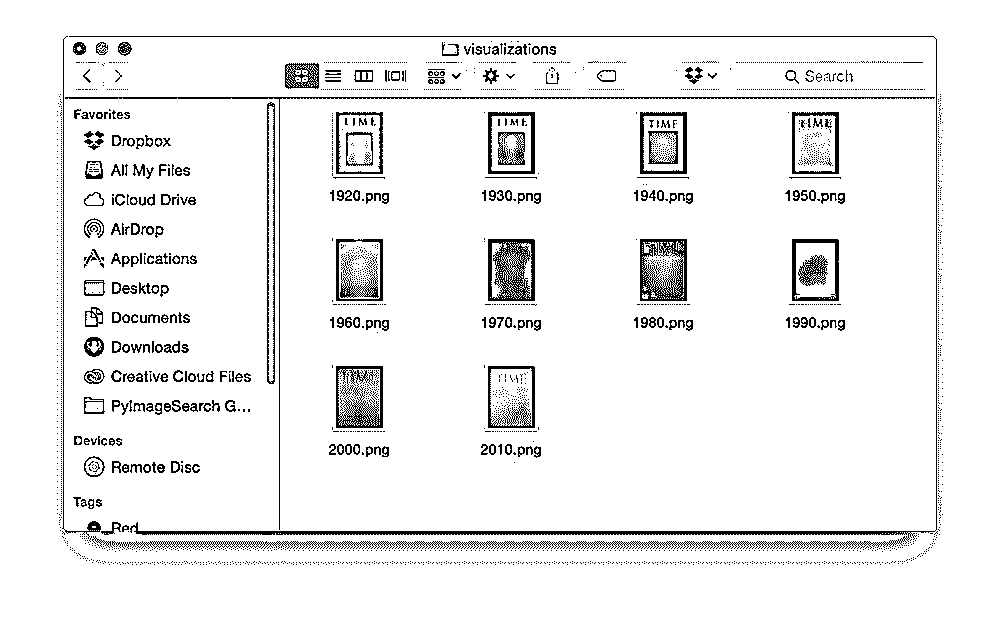 visualizations
Search
Favorites
Dropbox
All My Files
iCloud Drive
AirDrop
Applications
Desktop
Documents
Downloads
Creative Cloud Files
PyImageSearch G...
Devices
Remote Disc
Tags
Red
TIME TIME TIME TIME
1920.png 1930.png 1940.png 1950.png
1960.png 1970.png 1980.png 1990.png
TIME TIME
2000.png 2010.png